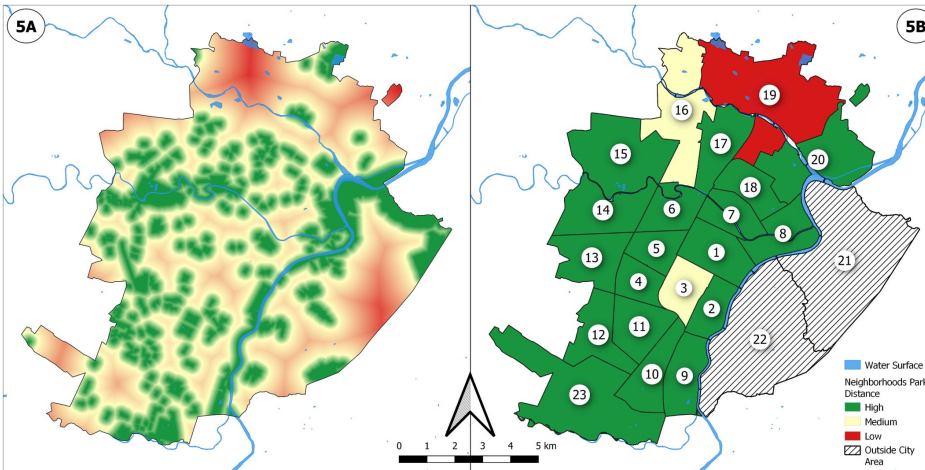 5A
5B
19
16
17
15
20
18
6
14
7
8
5
1
13
21
4
3
2
11
12
22
10
9
23
Water Surface
Neighborhoods Park
Distance
High
Medium
Low
Outside City
Area
0 1 2 3 4 5 km